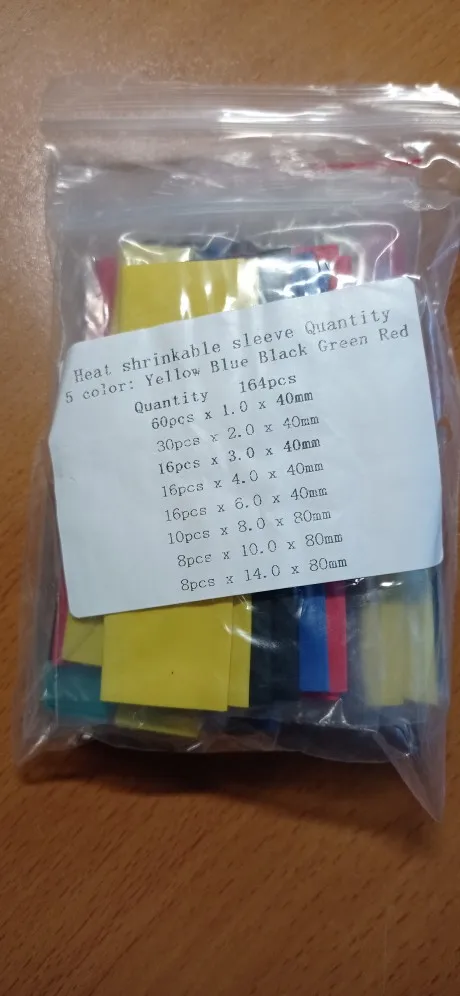 Heat shrinkable sleeve Quantity
5 color: Yellow Blue Black Green Red
Quantity 164pcs
60pcs x 1.0 x 40mm
30pcs x 2.0 x 40mm
16pcs x 3.0 x 40mm
16pcs x 4.0 x 40mm
16pcs x 6.0 x 40mm
10pcs x 8.0 x 80mm
8pcs x 10.0 x 80mm
8pcs x 14.0 x 80mm